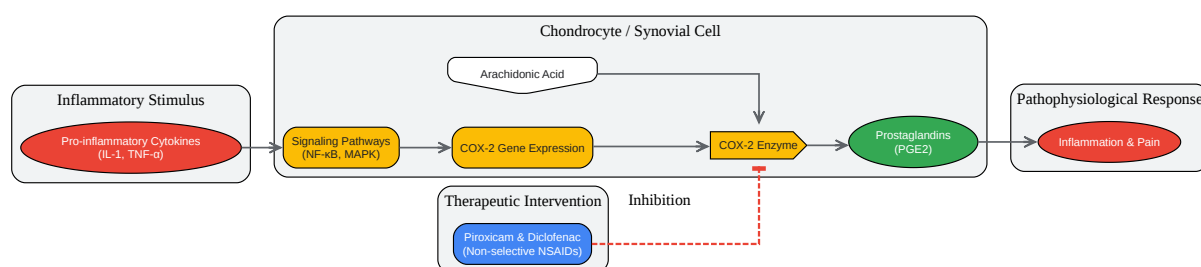 Chondrocyte / Synovial Cell
Arachidonic Acid
Inflammatory Stimulus
Pro-inflammatory Cytokines
(IL-1, TNF-α)
Signaling Pathways
(NF-κB, MAPK)
COX-2 Gene Expression
COX-2 Enzyme
Prostaglandins
(PGE2)
Pathophysiological Response
Inflammation & Pain
Therapeutic Intervention
Inhibition
Piroxicam & Diclofenac
(Non-selective NSAIDs)